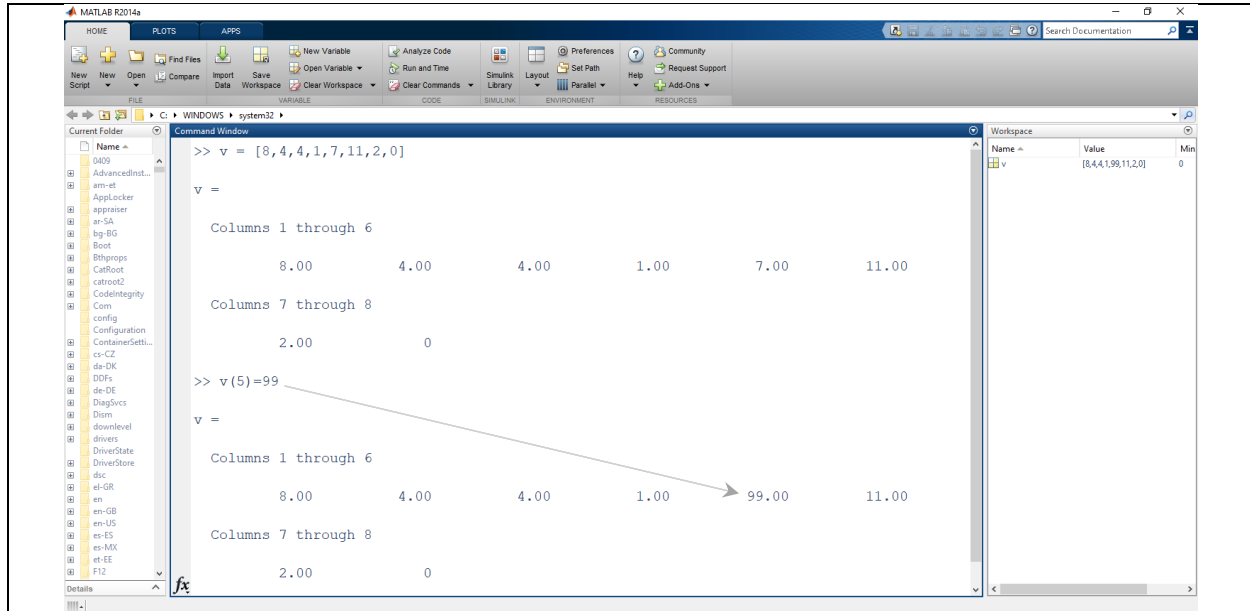 MATLAB R2014a
HOME PLOTS APPS
Search Documentation
New Script
New
Open
Find Files
Compare
Import Data
Save Workspace
New Variable
Open Variable
Clear Workspace
Analyze Code
Run and Time
Clear Commands
Simulink Library
Layout
Preferences
Set Path
Parallel
Help
Community
Request Support
Add-Ons
FILE VARIABLE CODE SIMULINK ENVIRONMENT RESOURCES
C: WINDOWS system32
Current Folder
Name
0409
AdvancedInst...
am-et
AppLocker
appraiser
ar-SA
bg-BG
Boot
Bthprops
CatRoot
catroot2
CodeIntegrity
Com
config
Configuration
ContainerSetti...
cs-CZ
da-DK
DDFs
de-DE
DiagSvcs
Dism
downlevel
drivers
DriverState
DriverStore
dsc
el-GR
en
en-GB
en-US
es-ES
es-MX
et-EE
F12
Details
Command Window
>> v = [8,4,4,1,7,11,2,0]
v =
Columns 1 through 6
8.00 4.00 4.00 1.00 7.00 11.00
Columns 7 through 8
2.00 0
>> v(5)=99
v =
Columns 1 through 6
8.00 4.00 4.00 1.00 99.00 11.00
Columns 7 through 8
2.00 0
fx
Workspace
Name Value Min
v [8,4,4,1,99,11,2,0] 0